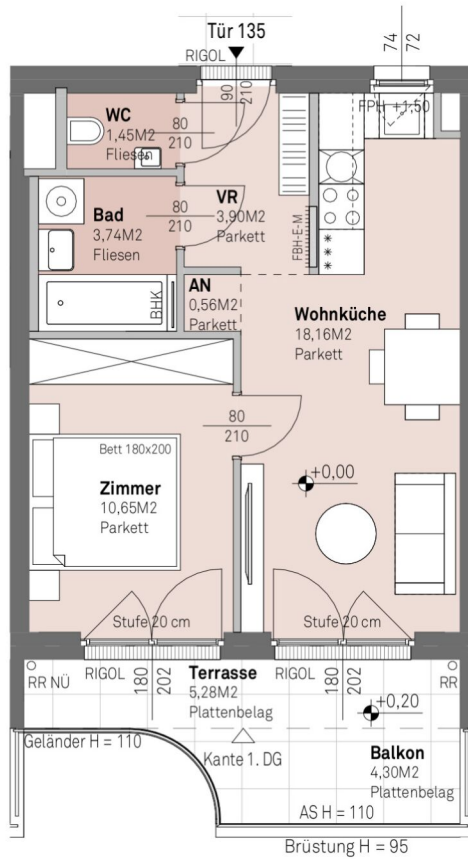 Tür 135
RIGOL
90
210
74
72
FPH +1,50
WC
1,45M2
Fliesen
80
210
VR
3,90M2
Parkett
Bad
3,74M2
Fliesen
80
210
FBH-E-M
BHK
AN
0,56M2
Parkett
Wohnküche
18,16M2
Parkett
80
210
Bett 180x200
Zimmer
10,65M2
Parkett
+0,00
Stufe 20 cm
Stufe 20 cm
RR NÜ
RIGOL
180
202
Terrasse
5,28M2
Plattenbelag
RIGOL
180
202
RR
+0,20
Geländer H = 110
Kante 1. DG
Balkon
4,30M2
Plattenbelag
AS H = 110
Brüstung H = 95